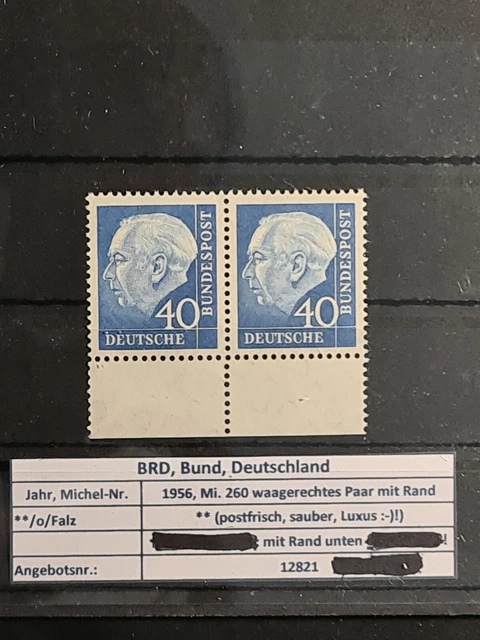 BUNDESPOST
40
DEUTSCHE
BUNDESPOST
40
DEUTSCHE
BRD, Bund, Deutschland
Jahr, Michel-Nr. 1956, Mi. 260 waagerechtes Paar mit Rand
**/o/Falz ** (postfrisch, sauber, Luxus :-)!)
mit Rand unten !
Angebotsnr.: 12821